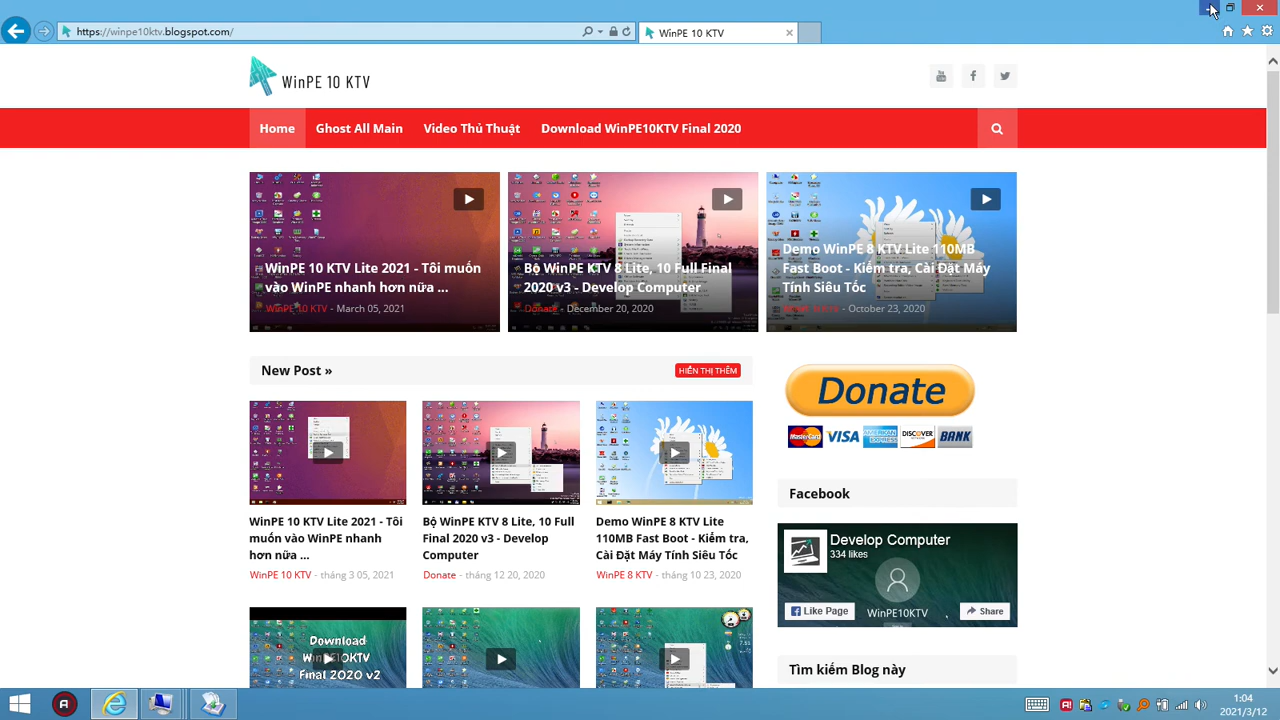 https://winpe10ktv.blogspot.com/
WinPE 10 KTV
WinPE 10 KTV
Home
Ghost All Main
Video Thủ Thuật
Download WinPE10KTV Final 2020
WinPE 10 KTV Lite 2021 - Tôi muốn
vào WinPE nhanh hơn nữa ...
WinPE 10 KTV - March 05, 2021
Bộ WinPE KTV 8 Lite, 10 Full Final
2020 v3 - Develop Computer
Donate - December 20, 2020
Demo WinPE 8 KTV Lite 110MB
Fast Boot - Kiểm tra, Cài Đặt Máy
Tính Siêu Tốc
- October 23, 2020
New Post »
HIỂN THỊ THÊM
WinPE 10 KTV Lite 2021 - Tôi
muốn vào WinPE nhanh
hơn nữa ...
WinPE 10 KTV - tháng 3 05, 2021
Bộ WinPE KTV 8 Lite, 10 Full
Final 2020 v3 - Develop
Computer
Donate - tháng 12 20, 2020
Demo WinPE 8 KTV Lite
110MB Fast Boot - Kiểm tra,
Cài Đặt Máy Tính Siêu Tốc
WinPE 8 KTV - tháng 10 23, 2020
Download
WinPE10KTV
Final 2020 v2
Donate
MasterCard
VISA
AMERICAN EXPRESS
DISCOVER
BANK
Facebook
Develop Computer
334 likes
Like Page
WinPE10KTV
Share
Tìm kiếm Blog này
1:04
2021/3/12